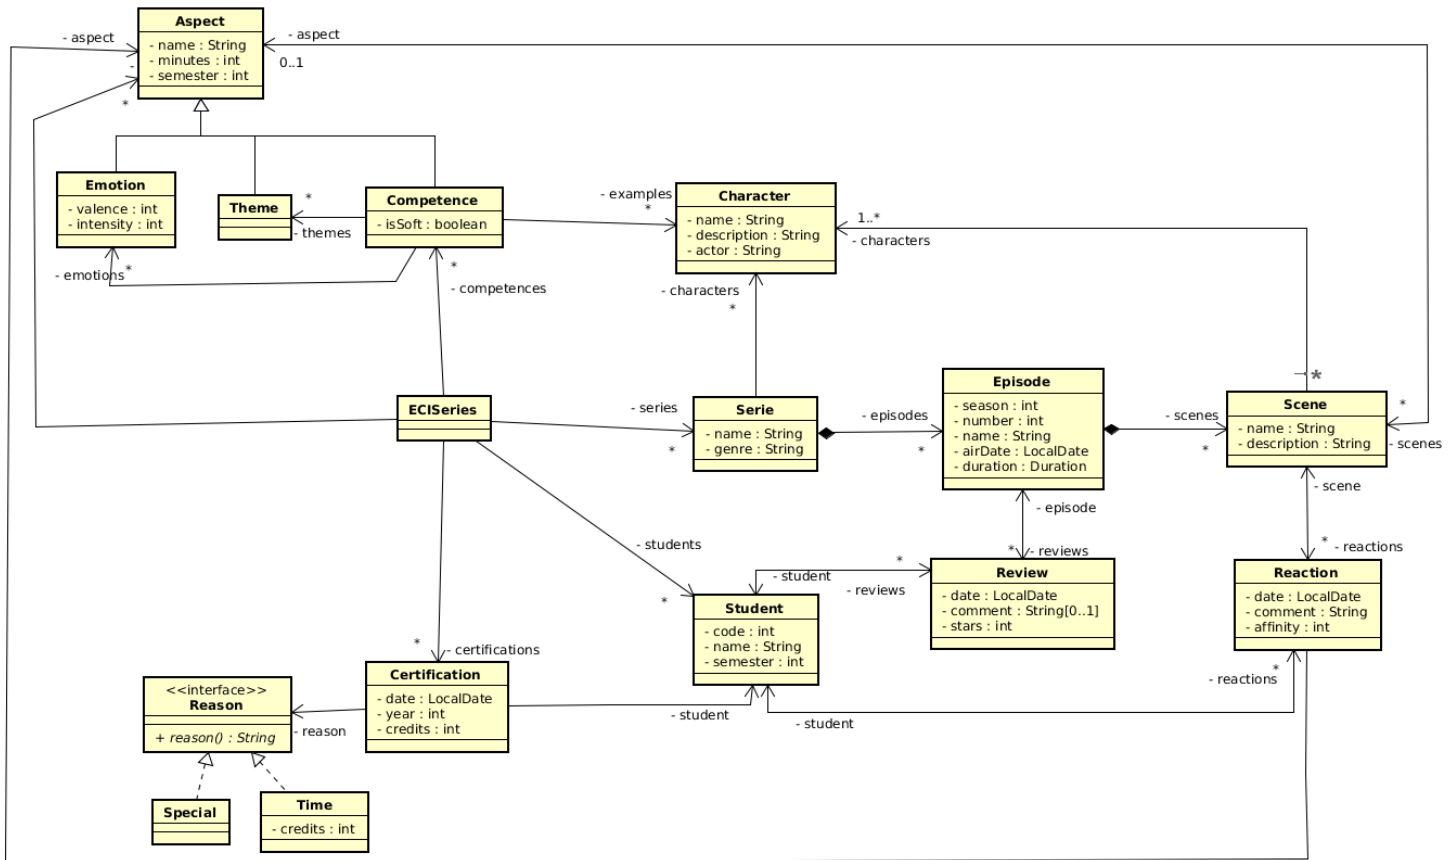 Aspect
- name : String
- minutes : int
- semester : int
- aspect
-
*
- aspect
0..1
Emotion
- valence : int
- intensity : int
- emotions
*
Theme
*
- themes
Competence
- isSoft : boolean
*
- competences
- examples
*
Character
- name : String
- description : String
- actor : String
1..*
- characters
- characters
*
ECISeries
- series
*
Serie
- name : String
- genre : String
- episodes
*
Episode
- season : int
- number : int
- name : String
- airDate : LocalDate
- duration : Duration
- scenes
*
*
Scene
- name : String
- description : String
*
- scenes
- scene
- episode
* - reviews
* - reactions
- students
*
- student
*
- reviews
Review
- date : LocalDate
- comment : String[0..1]
- stars : int
Reaction
- date : LocalDate
- comment : String
- affinity : int
*
- reactions
Student
- code : int
- name : String
- semester : int
*
- certifications
Certification
- date : LocalDate
- year : int
- credits : int
- student
- student
<<interface>>
Reason
+ reason() : String
- reason
Special
Time
- credits : int